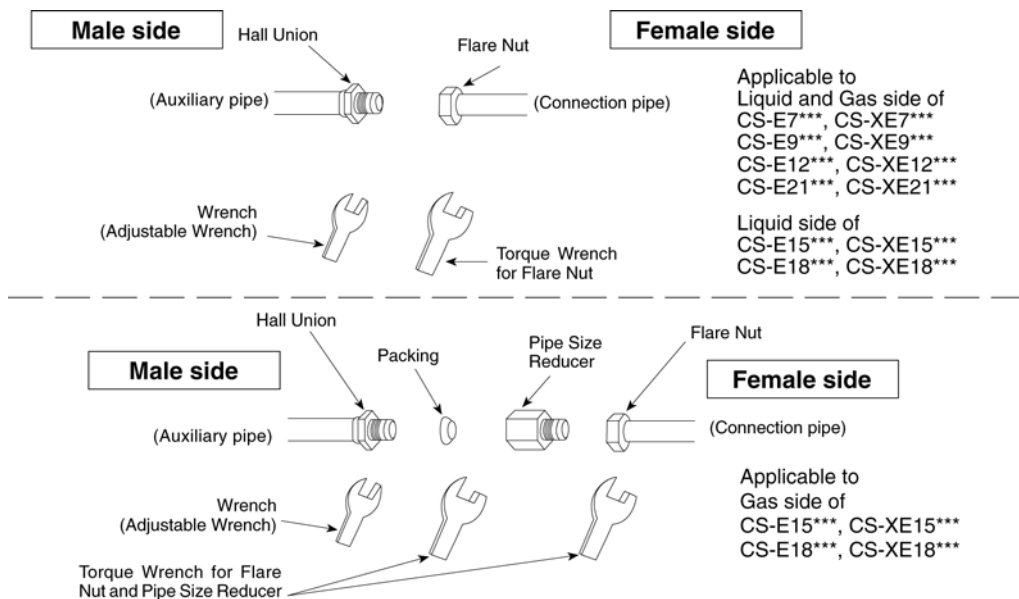 Male side
Hall Union
Female side
Flare Nut
(Auxiliary pipe)
(Connection pipe)
Applicable to
Liquid and Gas side of
CS-E7***, CS-XE7***
CS-E9***, CS-XE9***
CS-E12***, CS-XE12***
CS-E21***, CS-XE21***
Wrench
(Adjustable Wrench)
Torque Wrench
for Flare Nut
Liquid side of
CS-E15***, CS-XE15***
CS-E18***, CS-XE18***
Hall Union
Male side
Packing
Pipe Size
Reducer
Flare Nut
Female side
(Auxiliary pipe)
(Connection pipe)
Wrench
(Adjustable Wrench)
Torque Wrench for Flare
Nut and Pipe Size Reducer
Applicable to
Gas side of
CS-E15***, CS-XE15***
CS-E18***, CS-XE18***